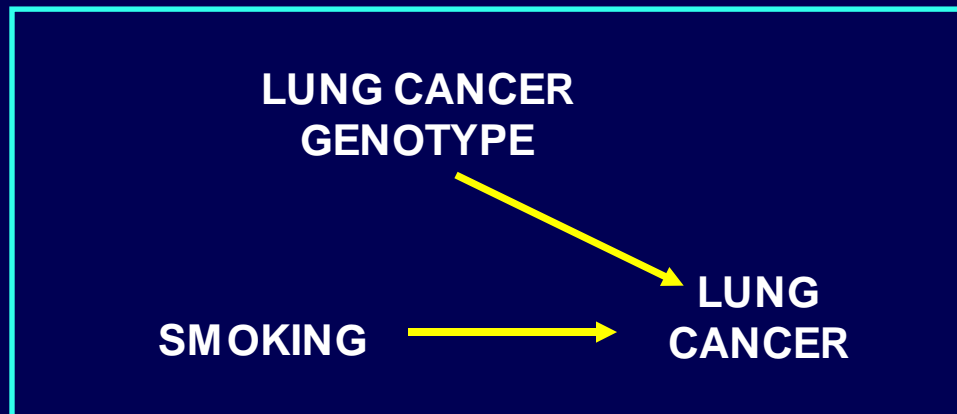 LUNG CANCER
GENOTYPE
LUNG
CANCER
SMOKING